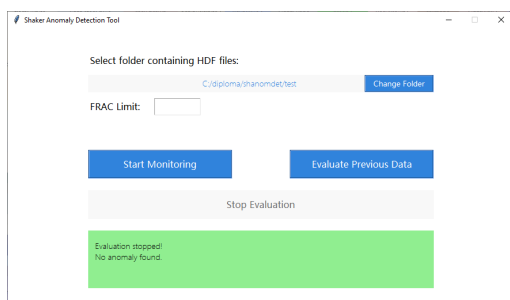 Shaker Anomaly Detection Tool
Select folder containing HDF files:
C:/diploma/shanomdet/test
Change Folder
FRAC Limit:
Start Monitoring
Evaluate Previous Data
Stop Evaluation
Evaluation stopped!
No anomaly found.